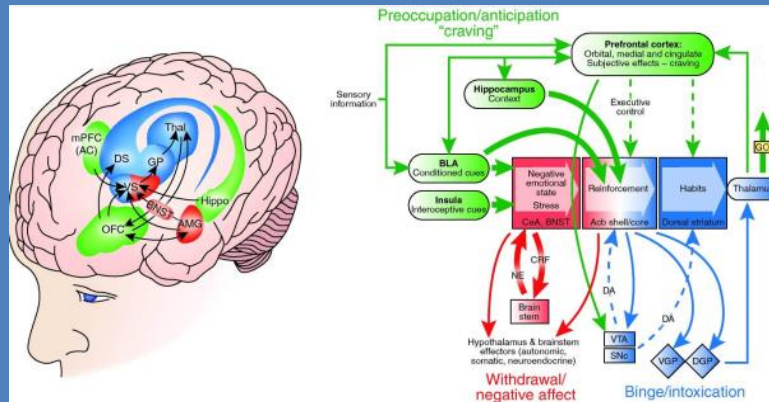 mPFC
(AC)
DS
Thal
GP
VS
BNST
OFC
AMG
Hippo
Preoccupation/anticipation
“craving”
Prefrontal cortex:
Orbital, medial and cingulate
Subjective effects – craving
Sensory
information
Hippocampus
Context
Executive
control
BLA
Conditioned cues
Insula
Interoceptive cues
Negative
emotional
state
Stress
CeA, BNST
Reinforcement
Acb shell/core
Habits
Dorsal striatum
Thalamus
GO
NE
CRF
Brain
stem
DA
DA
VTA
SNc
VGP
DGP
Hypothalamus & brainstem
effectors (autonomic,
somatic, neuroendocrine)
Withdrawal/
negative affect
Binge/intoxication